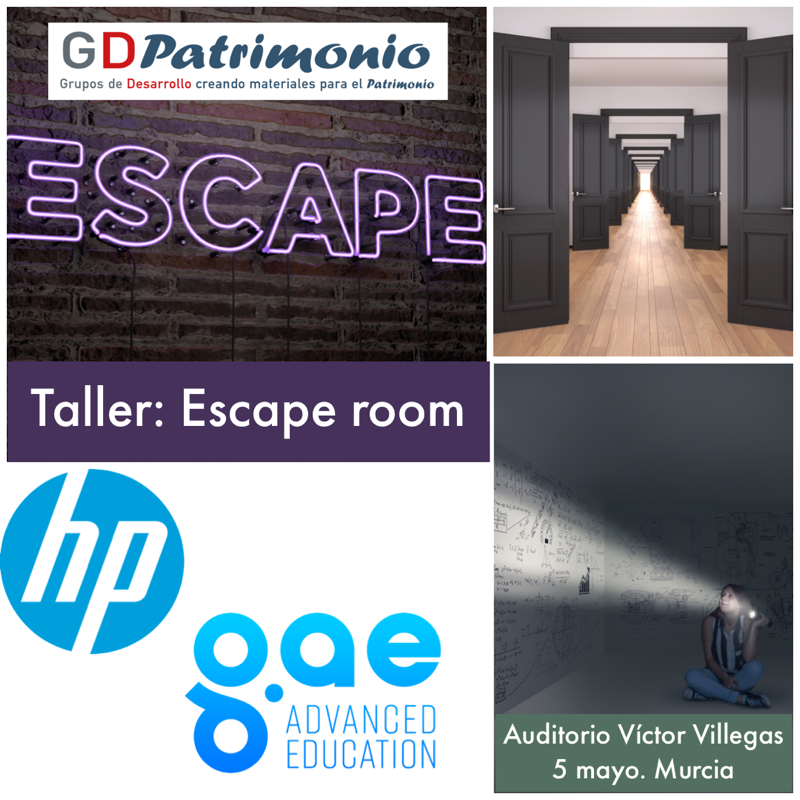 GDPatrimonio
Grupos de Desarrollo creando materiales para el Patrimonio
ESCAPE
Taller: Escape room
hp
gae
ADVANCED
EDUCATION
Auditorio Víctor Villegas
5 mayo. Murcia